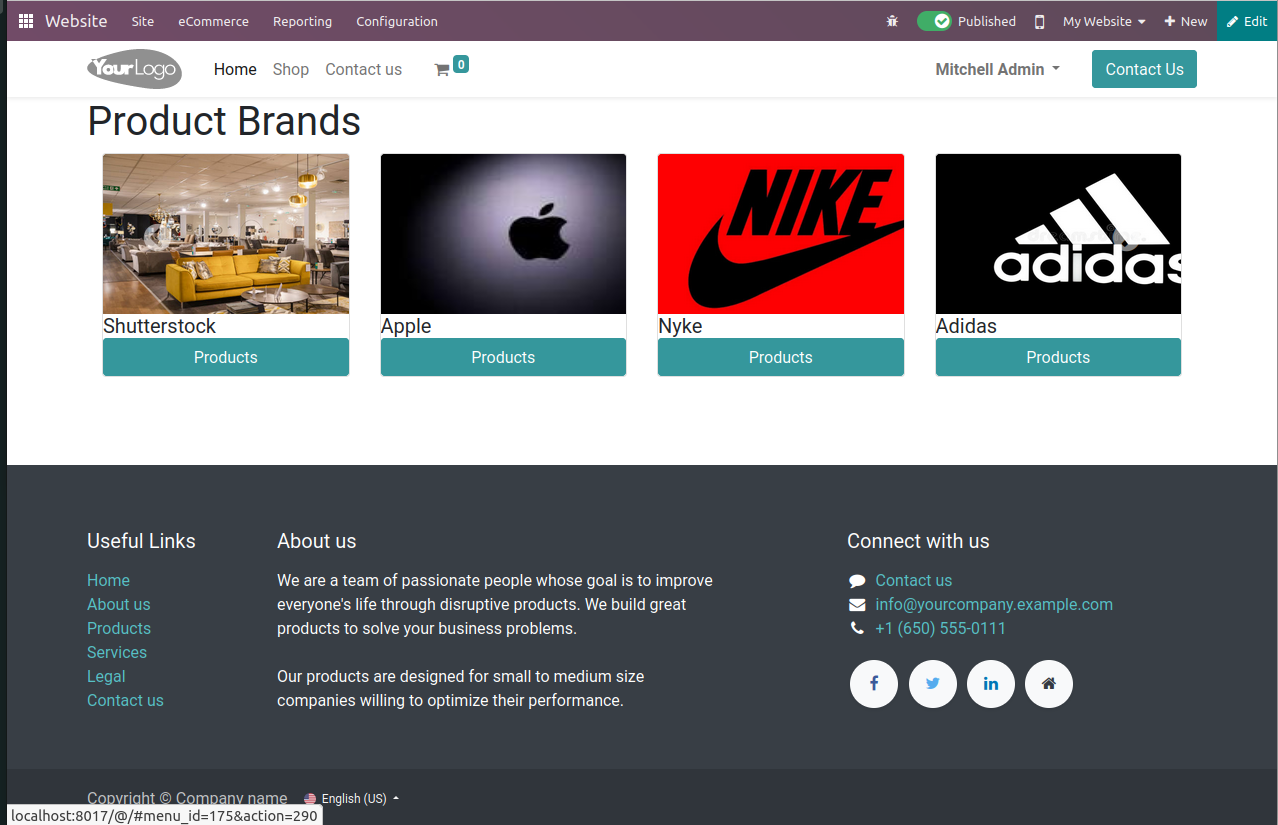 Website Site eCommerce Reporting Configuration Published My Website New Edit
YourLogo Home Shop Contact us 0 Mitchell Admin Contact Us
Product Brands
NIKE
adidas
Shutterstock Apple Nyke Adidas
Products Products Products Products
Useful Links About us Connect with us
Home We are a team of passionate people whose goal is to improve Contact us
About us everyone's life through disruptive products. We build great info@yourcompany.example.com
Products products to solve your business problems. +1 (650) 555-0111
Services
Legal Our products are designed for small to medium size
Contact us companies willing to optimize their performance.
f in
Copyright © Company name English (US)
localhost:8017/@/#menu_id=175&action=290